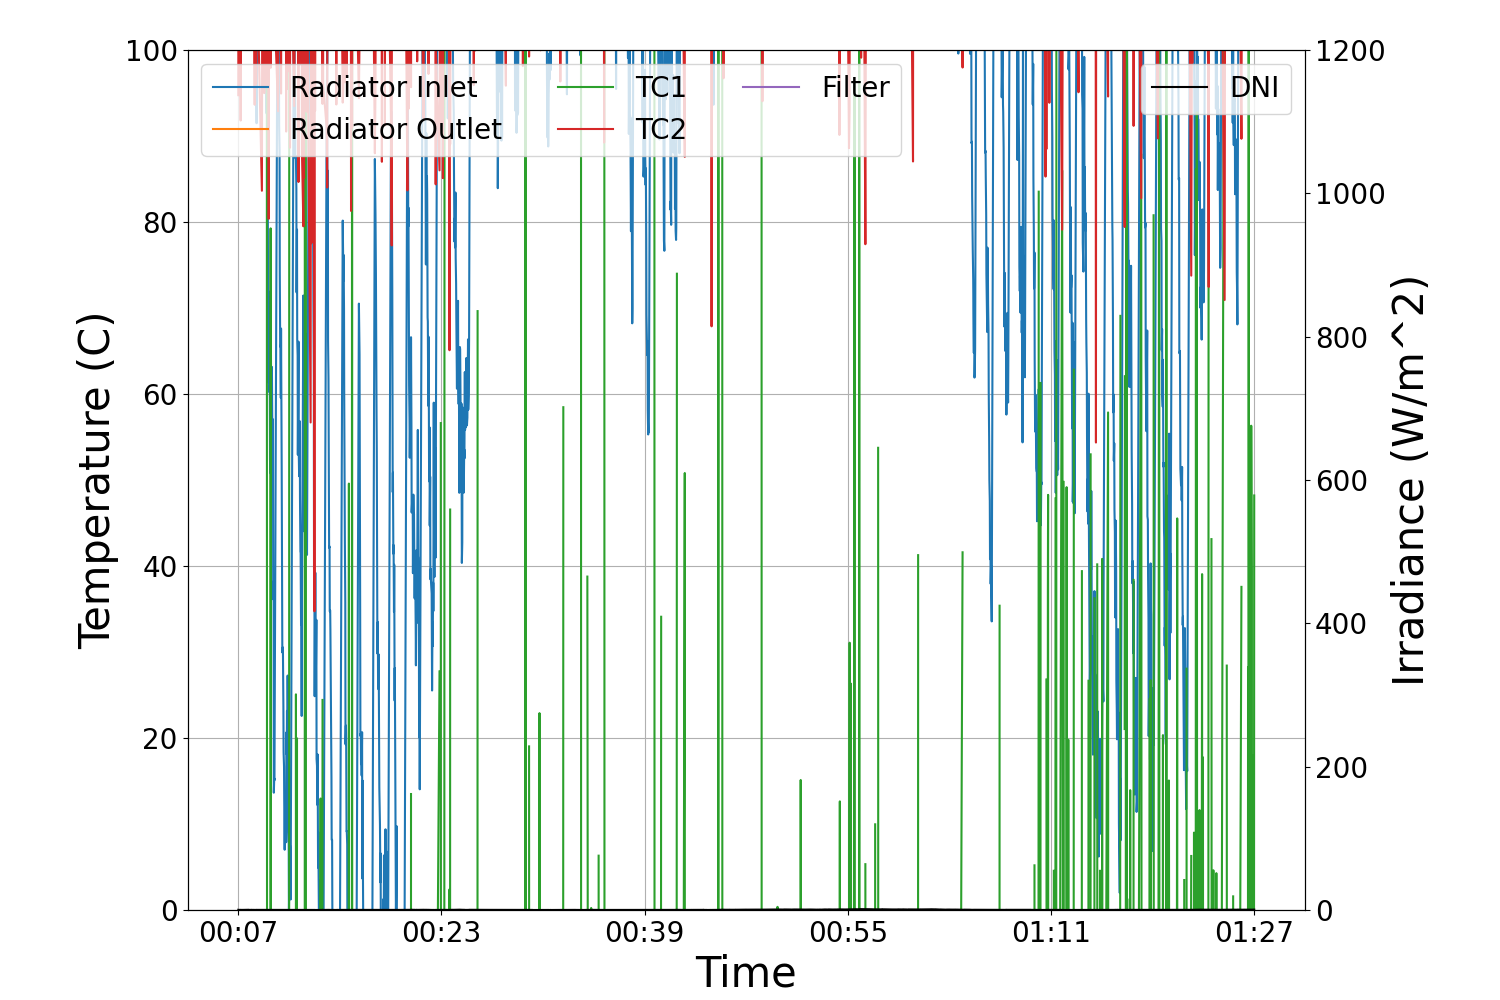 100
80
60
40
20
0
Temperature (C)
Radiator Inlet
Radiator Outlet
TC1
TC2
Filter
DNI
1200
1000
800
600
400
200
0
Irradiance (W/m^2)
00:07
00:23
00:39
00:55
01:11
01:27
Time